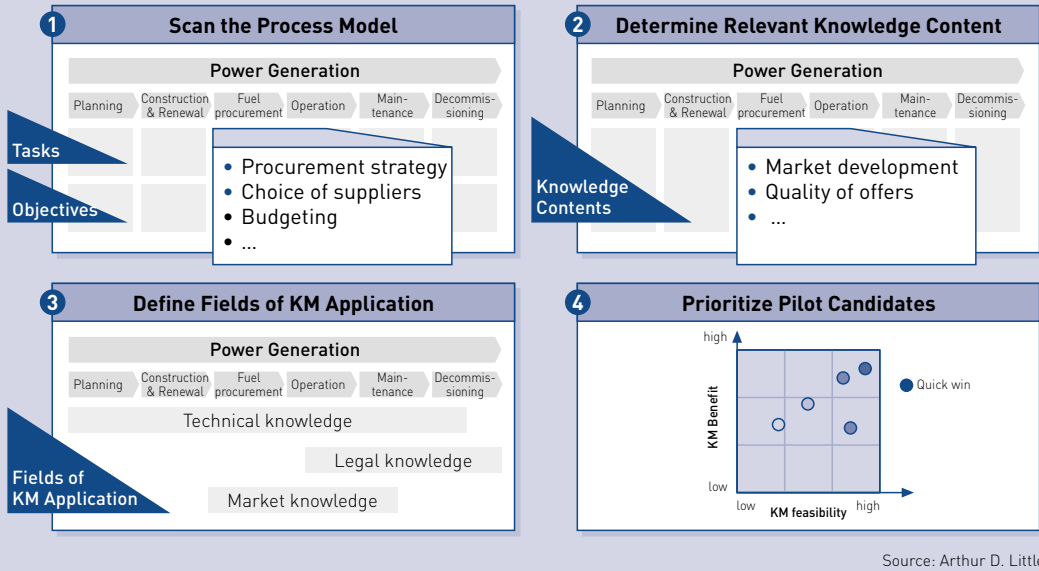 1 Scan the Process Model
Power Generation
Planning
Construction
& Renewal
Fuel
procurement
Operation
Main-
tenance
Decommis-
sioning
Tasks
Objectives
• Procurement strategy
• Choice of suppliers
• Budgeting
• ...
2 Determine Relevant Knowledge Content
Power Generation
Planning
Construction
& Renewal
Fuel
procurement
Operation
Main-
tenance
Decommis-
sioning
Knowledge
Contents
• Market development
• Quality of offers
• ...
3 Define Fields of KM Application
Power Generation
Planning
Construction
& Renewal
Fuel
procurement
Operation
Main-
tenance
Decommis-
sioning
Technical knowledge
Legal knowledge
Market knowledge
Fields of
KM Application
4 Prioritize Pilot Candidates
high
KM Benefit
low
low
KM feasibility
high
Quick win
Source: Arthur D. Little